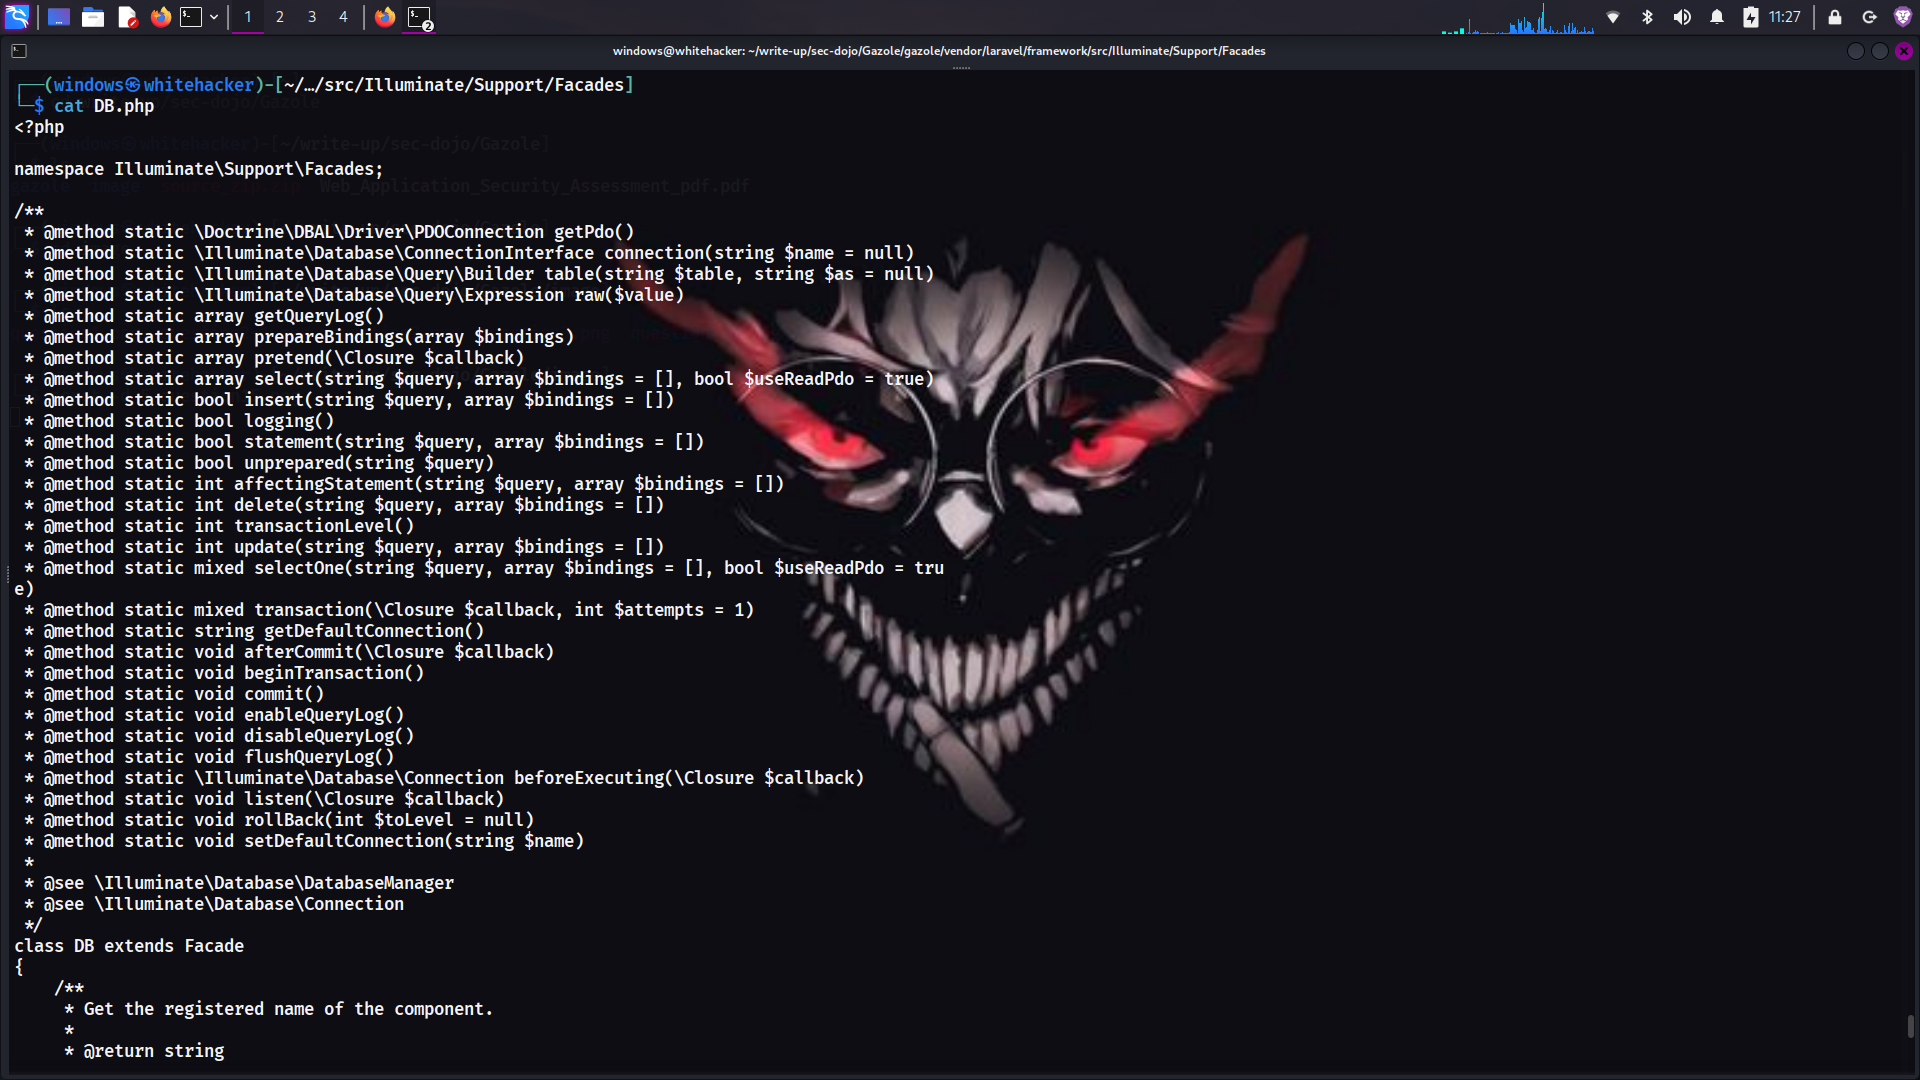 1 2 3 4 2 11:27
windows@whitehacker: ~/write-up/sec-dojo/Gazole/gazole/vendor/laravel/framework/src/Illuminate/Support/Facades
┌──(windows㉿whitehacker)-[~/…/src/Illuminate/Support/Facades]
└─$ cat DB.php
<?php
namespace Illuminate\Support\Facades;
/**
 * @method static \Doctrine\DBAL\Driver\PDOConnection getPdo()
 * @method static \Illuminate\Database\ConnectionInterface connection(string $name = null)
 * @method static \Illuminate\Database\Query\Builder table(string $table, string $as = null)
 * @method static \Illuminate\Database\Query\Expression raw($value)
 * @method static array getQueryLog()
 * @method static array prepareBindings(array $bindings)
 * @method static array pretend(\Closure $callback)
 * @method static array select(string $query, array $bindings = [], bool $useReadPdo = true)
 * @method static bool insert(string $query, array $bindings = [])
 * @method static bool logging()
 * @method static bool statement(string $query, array $bindings = [])
 * @method static bool unprepared(string $query)
 * @method static int affectingStatement(string $query, array $bindings = [])
 * @method static int delete(string $query, array $bindings = [])
 * @method static int transactionLevel()
 * @method static int update(string $query, array $bindings = [])
 * @method static mixed selectOne(string $query, array $bindings = [], bool $useReadPdo = tru
e)
 * @method static mixed transaction(\Closure $callback, int $attempts = 1)
 * @method static string getDefaultConnection()
 * @method static void afterCommit(\Closure $callback)
 * @method static void beginTransaction()
 * @method static void commit()
 * @method static void enableQueryLog()
 * @method static void disableQueryLog()
 * @method static void flushQueryLog()
 * @method static \Illuminate\Database\Connection beforeExecuting(\Closure $callback)
 * @method static void listen(\Closure $callback)
 * @method static void rollBack(int $toLevel = null)
 * @method static void setDefaultConnection(string $name)
 *
 * @see \Illuminate\Database\DatabaseManager
 * @see \Illuminate\Database\Connection
 */
class DB extends Facade
{
    /**
     * Get the registered name of the component.
     *
     * @return string